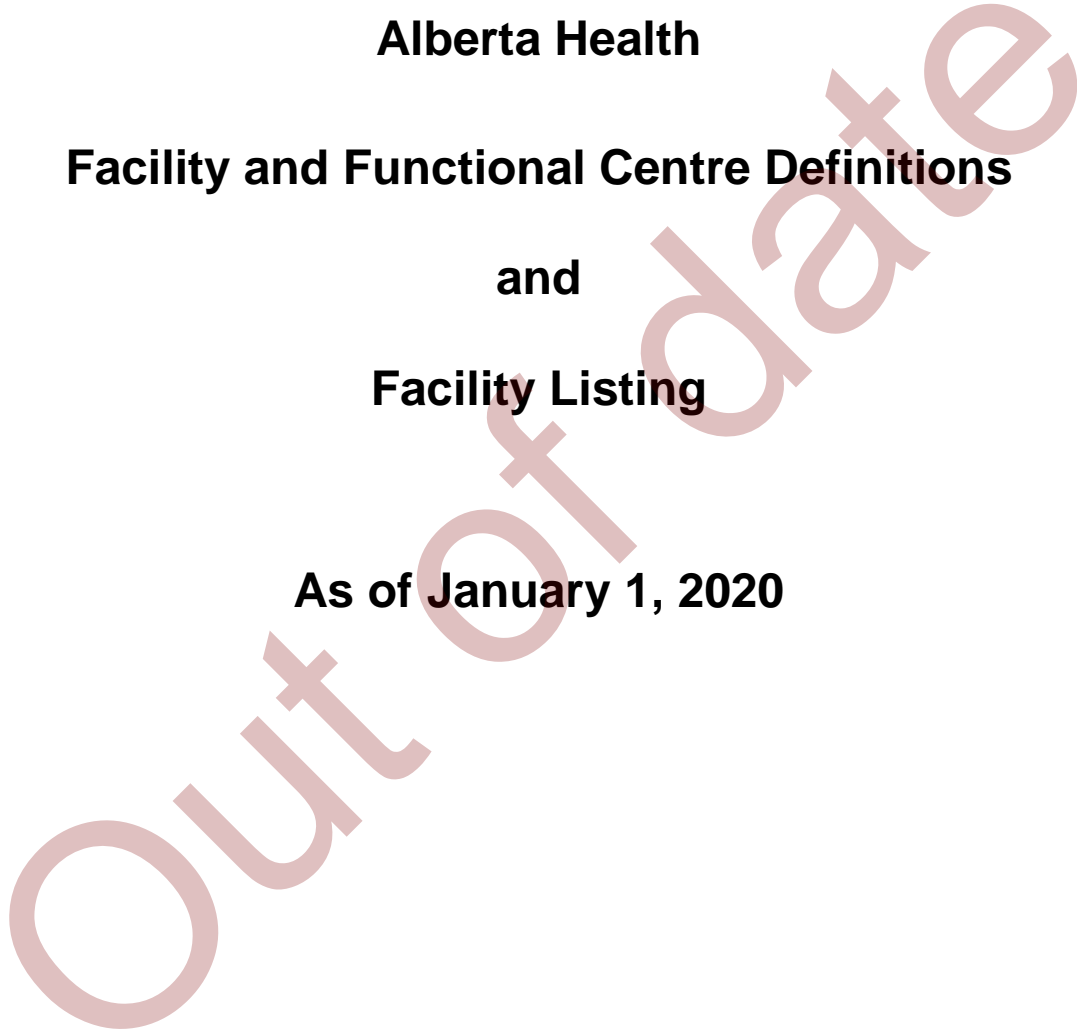 Alberta Health
Facility and Functional Centre Definitions
and
Facility Listing
As of January 1, 2020
Out of date